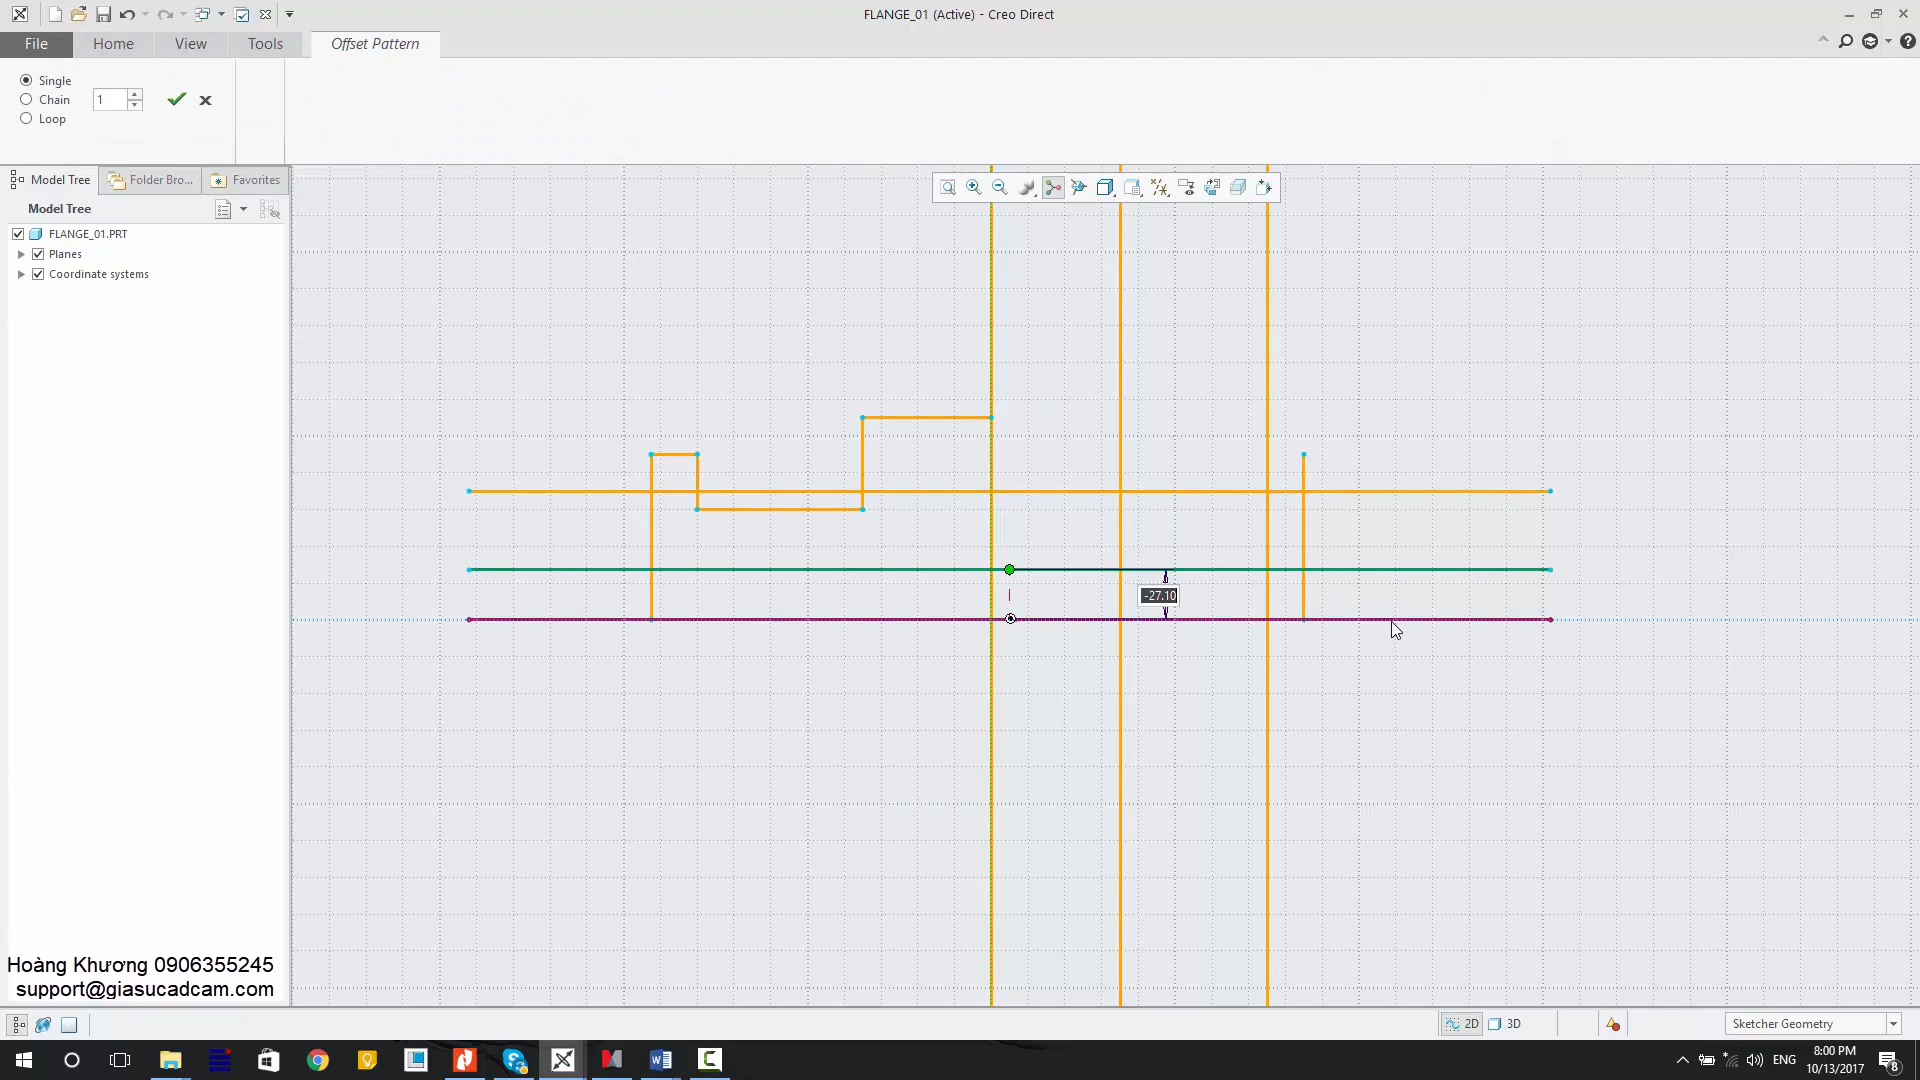 FLANGE_01 (Active) - Creo Direct
File
Home
View
Tools
Offset Pattern
Single
Chain
1
Loop
Model Tree
Folder Bro...
Favorites
Model Tree
FLANGE_01.PRT
Planes
Coordinate systems
-27.10
Hoàng Khương 0906355245
support@giasucadcam.com
2D
3D
Sketcher Geometry
ENG
8:00 PM
10/13/2017
8